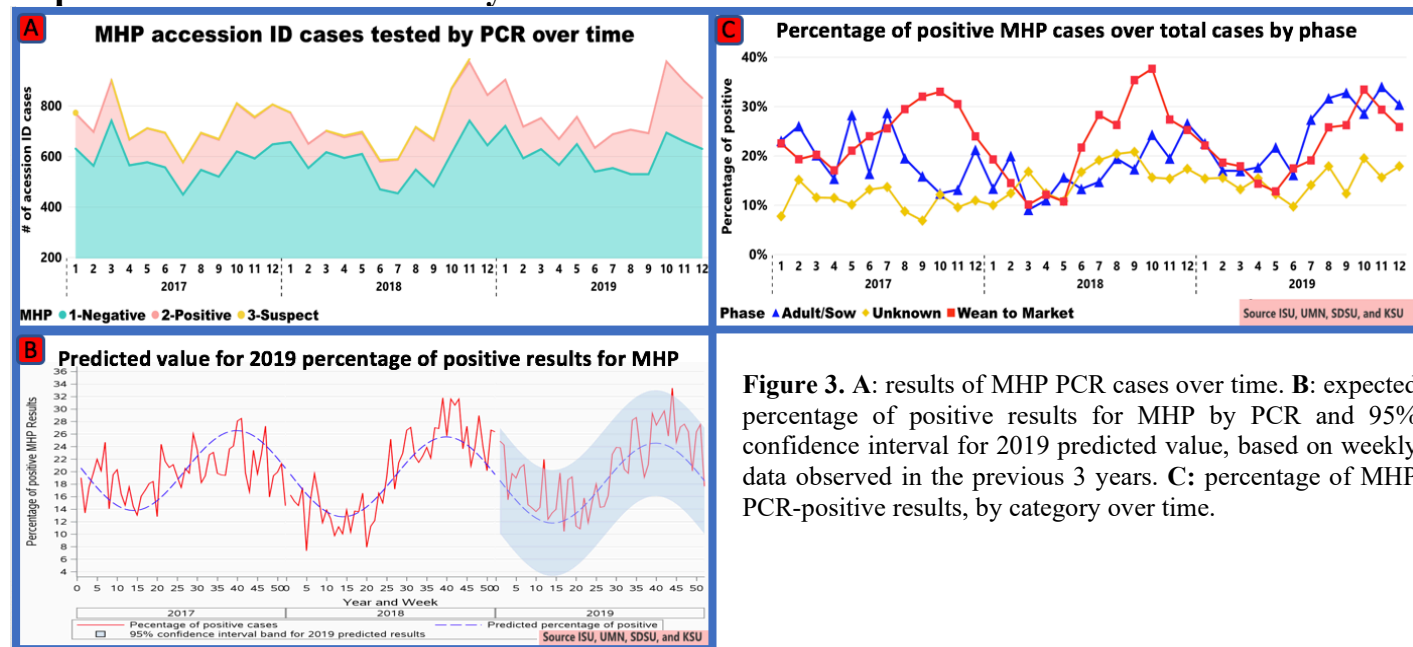 A
MHP accession ID cases tested by PCR over time
# of acession ID cases
800
600
400
200
1 2 3 4 5 6 7 8 9 10 11 12 1 2 3 4 5 6 7 8 9 10 11 12 1 2 3 4 5 6 7 8 9 10 11 12
2017 2018 2019
MHP 1-Negative 2-Positive 3-Suspect
C
Percentage of positive MHP cases over total cases by phase
Percentage of positive
40%
30%
20%
10%
0%
1 2 3 4 5 6 7 8 9 10 11 12 1 2 3 4 5 6 7 8 9 10 11 12 1 2 3 4 5 6 7 8 9 10 11 12
2017 2018 2019
Phase Adult/Sow Unknown Wean to Market
Source ISU, UMN, SDSU, and KSU
B
Predicted value for 2019 percentage of positive results for MHP
Percentage of positive MHP Results
36
34
32
30
28
26
24
22
20
18
16
14
12
10
8
6
4
0 5 10 15 20 25 30 35 40 45 500 5 10 15 20 25 30 35 40 45 500 5 10 15 20 25 30 35 40 45 50
Year and Week
2017 2018 2019
Pecentage of positive cases Predicted percentage of positive
95% confidence interval band for 2019 predicted results
Source ISU, UMN, SDSU, and KSU
Figure 3. A: results of MHP PCR cases over time. B: expected
percentage of positive results for MHP by PCR and 95%
confidence interval for 2019 predicted value, based on weekly
data observed in the previous 3 years. C: percentage of MHP
PCR-positive results, by category over time.